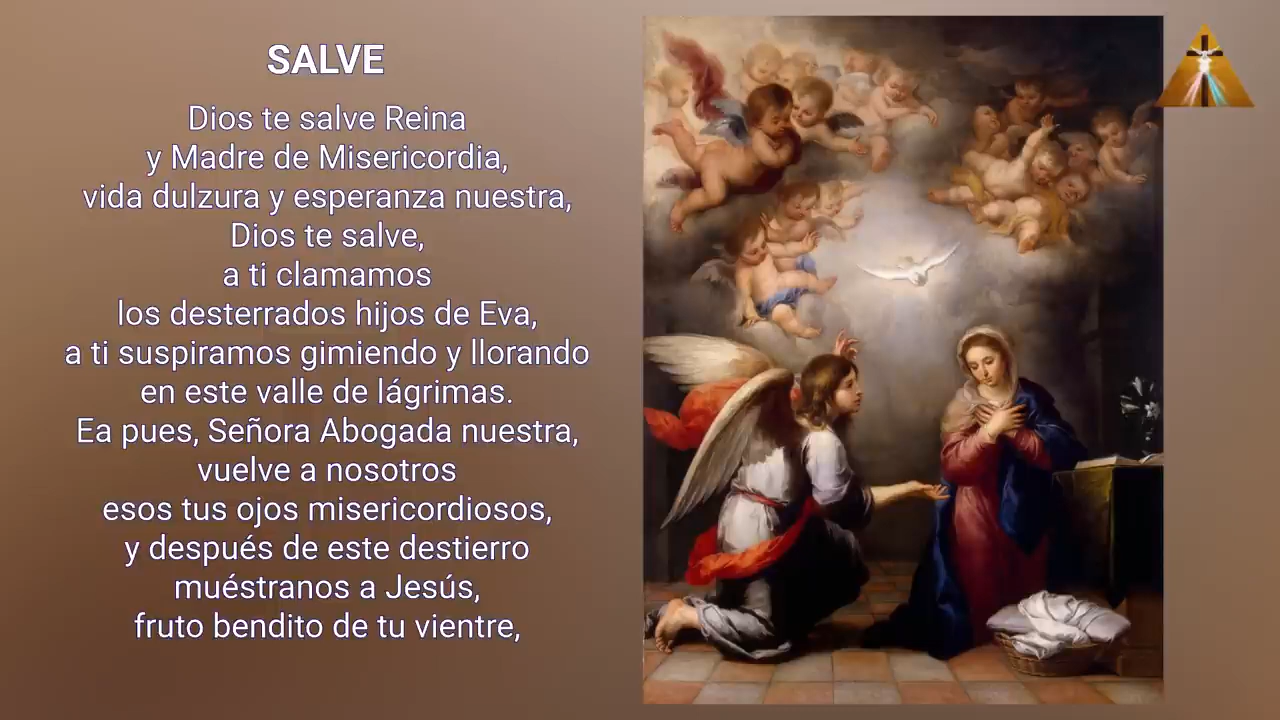 SALVE
Dios te salve Reina
y Madre de Misericordia,
vida dulzura y esperanza nuestra,
Dios te salve,
a ti clamamos
los desterrados hijos de Eva,
a ti suspiramos gimiendo y llorando
en este valle de lágrimas.
Ea pues, Señora Abogada nuestra,
vuelve a nosotros
esos tus ojos misericordiosos,
y después de este destierro
muéstranos a Jesús,
fruto bendito de tu vientre,